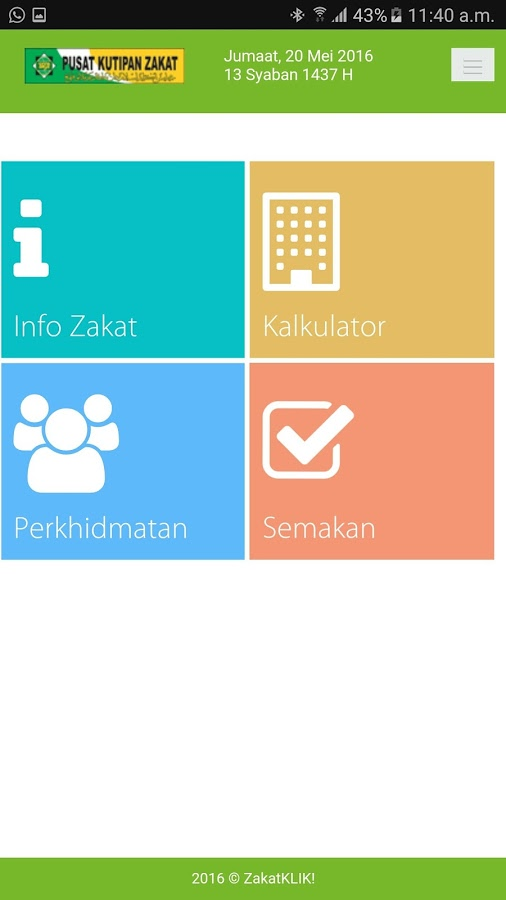 43% 11:40 a.m.
PUSAT KUTIPAN ZAKAT
Jumaat, 20 Mei 2016
13 Syaban 1437 H
Info Zakat
Kalkulator
Perkhidmatan
Semakan
2016 © ZakatKLIK!